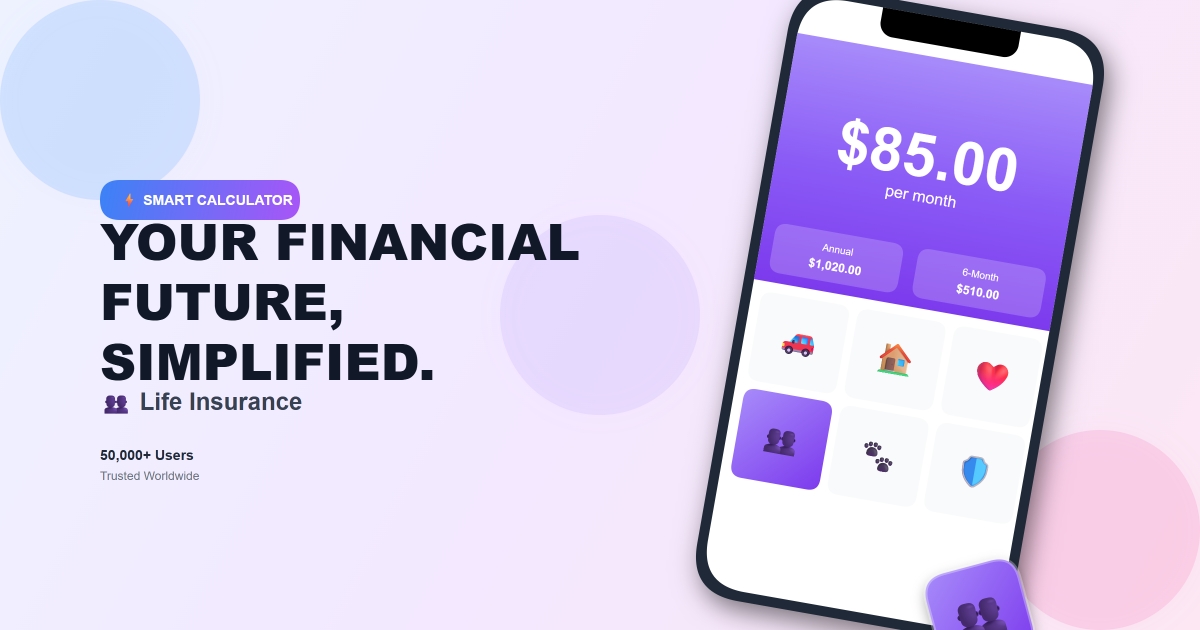 SMART CALCULATOR
YOUR FINANCIAL
FUTURE,
SIMPLIFIED.
Life Insurance
50,000+ Users
Trusted Worldwide
$85.00
per month
Annual
$1,020.00
6-Month
$510.00